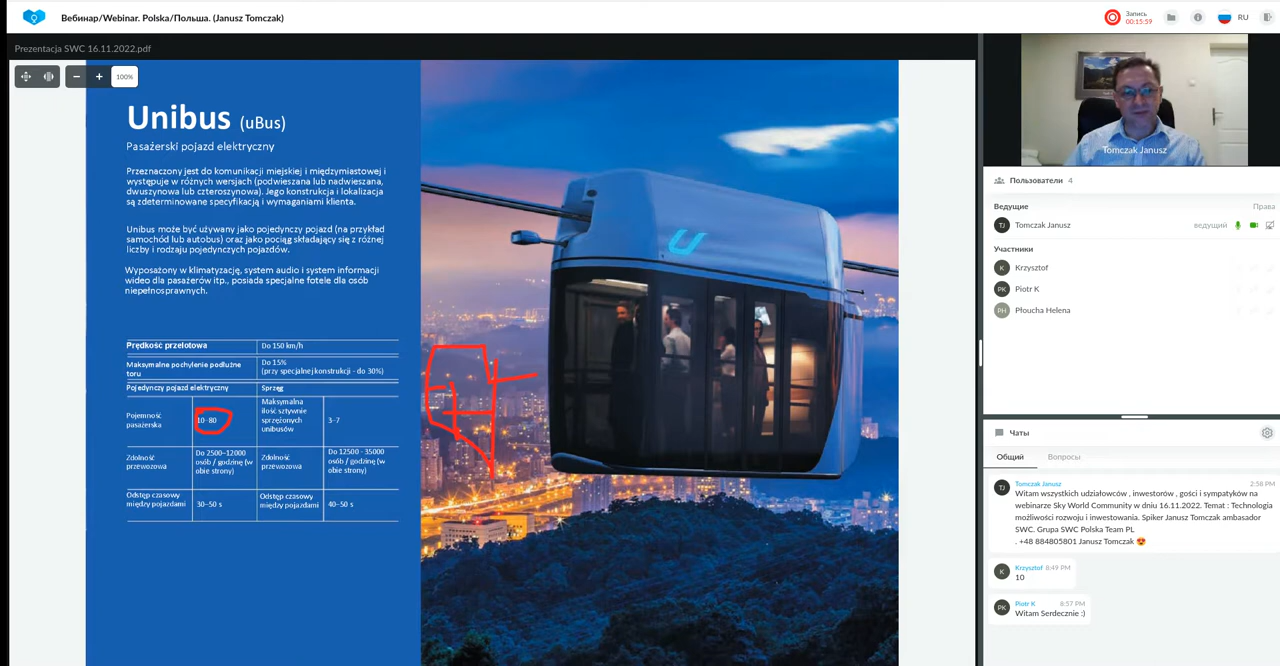 Вебинар/Webinar. Polska/Польша. (Janusz Tomczak)
Запись
00:15:59
RU
Prezentacja SWC 16.11.2022.pdf
100%
Unibus (uBus)
Pasażerski pojazd elektryczny
Przeznaczony jest do komunikacji miejskiej i międzymiastowej i
występuje w różnych wersjach (podwieszana lub nadwieszana,
dwuszynowa lub czteroszynowa). Jego konstrukcja i lokalizacja
są zdeterminowane specyfikacją i wymaganiami klienta.
Unibus może być używany jako pojedynczy pojazd (na przykład
samochód lub autobus) oraz jako pociąg składający się z różnej
liczby i rodzaju pojedynczych pojazdów.
Wyposażony w klimatyzację, system audio i system informacji
wideo dla pasażerów itp., posiada specjalne fotele dla osób
niepełnosprawnych.
Prędkość przelotowa
Do 150 km/h
Maksymalne pochylenie podłużne
toru
Do 15%
(przy specjalnej konstrukcji - do 30%)
Pojedynczy pojazd elektryczny
Sprzęg
Pojemność
pasażerska
10–80
Maksymalna
ilość sztywnie
sprzężonych
unibusów
3–7
Zdolność
przewozowa
Do 2500–12000
osób / godzinę (w
obie strony)
Zdolność
przewozowa
Do 12500 - 35000
osób / godzinę (w
obie strony)
Odstęp czasowy
między pojazdami
30–50 s
Odstęp czasowy
między pojazdami
40–50 s
Tomczak Janusz
Пользователи 4
Ведущие
Права
TJ
Tomczak Janusz
ведущий
Участники
K
Krzysztof
PK
Piotr K
PH
Płoucha Helena
Чаты
Общий
Вопросы
TJ
Tomczak Janusz 2:58 PM
Witam wszystkich udziałowców , inwestorów , gości i sympatyków na
webinarze Sky World Community w dniu 16.11.2022. Temat : Technologia
możliwości rozwoju i inwestowania. Spiker Janusz Tomczak ambasador
SWC. Grupa SWC Polska Team PL
. +48 884805801 Janusz Tomczak 😍
K
Krzysztof 8:49 PM
10
PK
Piotr K 8:57 PM
Witam Serdecznie :)